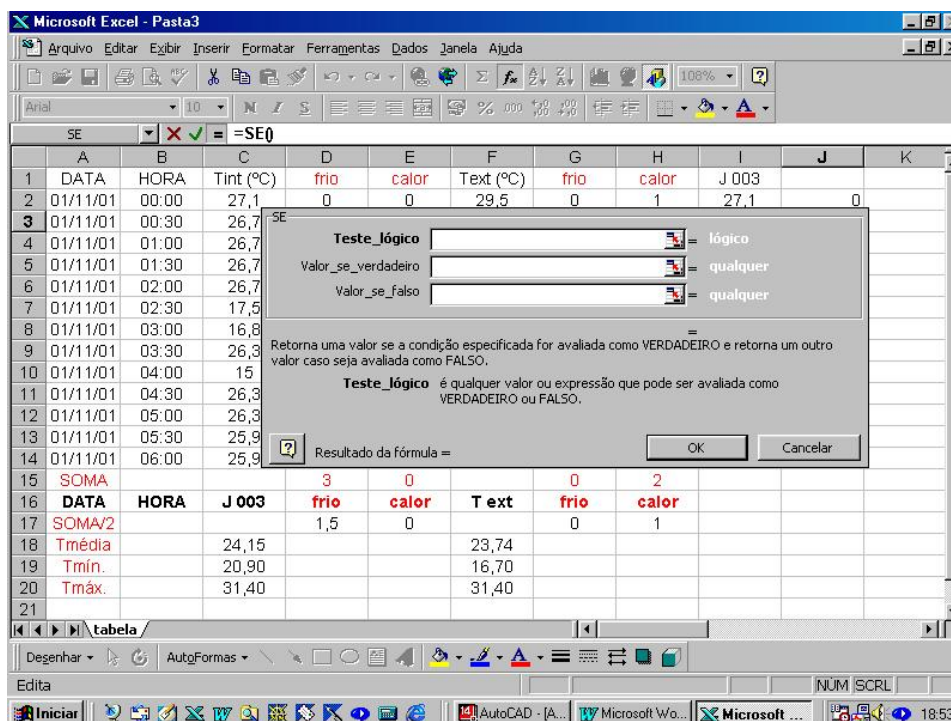 Microsoft Excel - Pasta3
Arquivo Editar Exibir Inserir Formatar Ferramentas Dados Janela Ajuda
108%
Arial 10 N I S % 000
SE = =SE()
A B C D E F G H I J K
1 DATA HORA Tint (ºC) frio calor Text (ºC) frio calor J 003
2 01/11/01 00:00 27,1 0 0 29,5 0 1 27,1 0
3 01/11/01 00:30 26,7
4 01/11/01 01:00 26,7
5 01/11/01 01:30 26,7
6 01/11/01 02:00 26,7
7 01/11/01 02:30 17,5
8 01/11/01 03:00 16,8
9 01/11/01 03:30 26,3
10 01/11/01 04:00 15
11 01/11/01 04:30 26,3
12 01/11/01 05:00 26,3
13 01/11/01 05:30 25,9
14 01/11/01 06:00 25,9
SE
Teste_lógico = lógico
Valor_se_verdadeiro = qualquer
Valor_se_falso = qualquer
=
Retorna uma valor se a condição especificada for avaliada como VERDADEIRO e retorna um outro
valor caso seja avaliada como FALSO.
Teste_lógico é qualquer valor ou expressão que pode ser avaliada como
VERDADEIRO ou FALSO.
Resultado da fórmula = OK Cancelar
15 SOMA 3 0 0 2
16 DATA HORA J 003 frio calor T ext frio calor
17 SOMA/2 1,5 0 0 1
18 Tmédia 24,15 23,74
19 Tmín. 20,90 16,70
20 Tmáx. 31,40 31,40
21
tabela
Desenhar AutoFormas
Edita NÚM SCRL
Iniciar AutoCAD - [A... Microsoft Wo... Microsoft ...